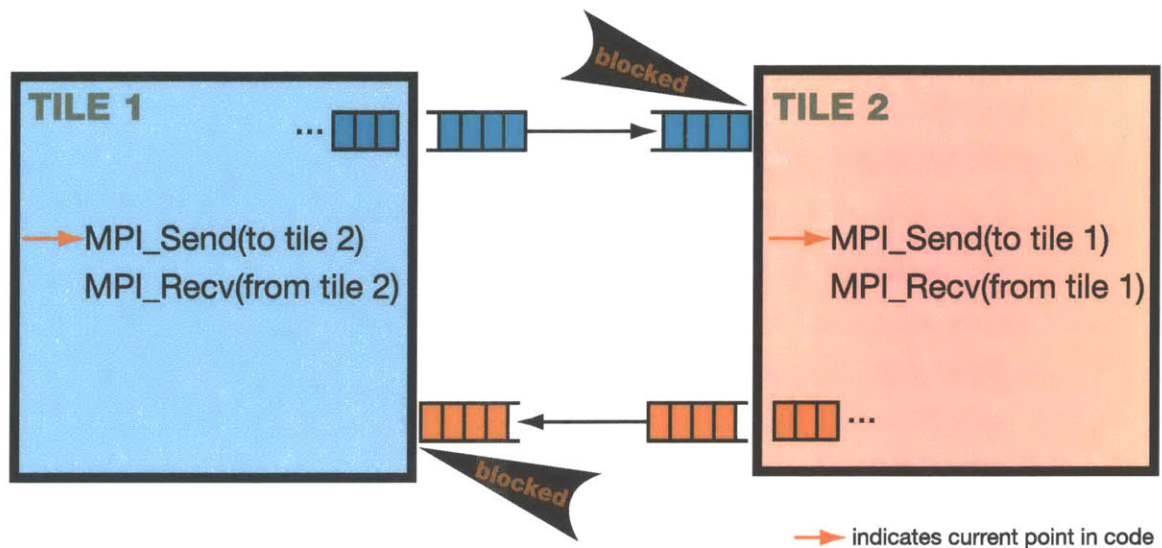 blocked
TILE 1
TILE 2
...
MPI_Send(to tile 2)
MPI_Recv(from tile 2)
MPI_Send(to tile 1)
MPI_Recv(from tile 1)
...
blocked
indicates current point in code